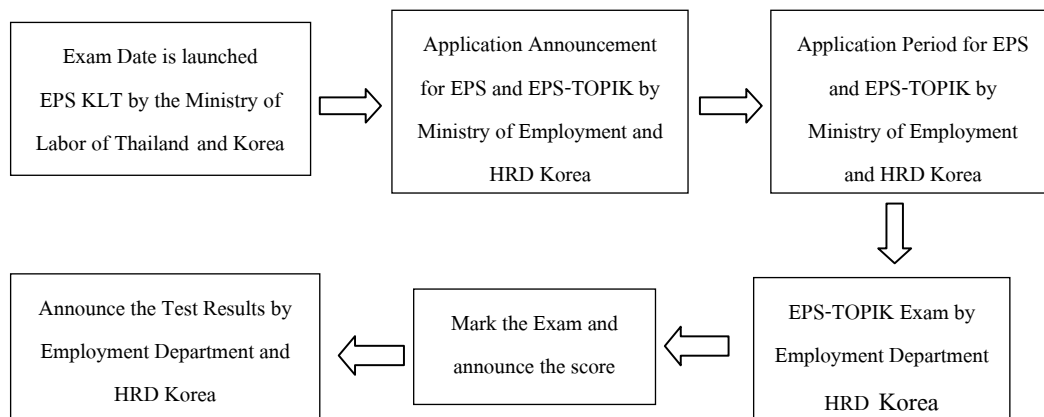 Exam Date is launched
EPS KLT by the Ministry of
Labor of Thailand and Korea
Application Announcement
for EPS and EPS-TOPIK by
Ministry of Employment and
HRD Korea
Application Period for EPS
and EPS-TOPIK by
Ministry of Employment
and HRD Korea
EPS-TOPIK Exam by
Employment Department
HRD Korea
Mark the Exam and
announce the score
Announce the Test Results by
Employment Department and
HRD Korea